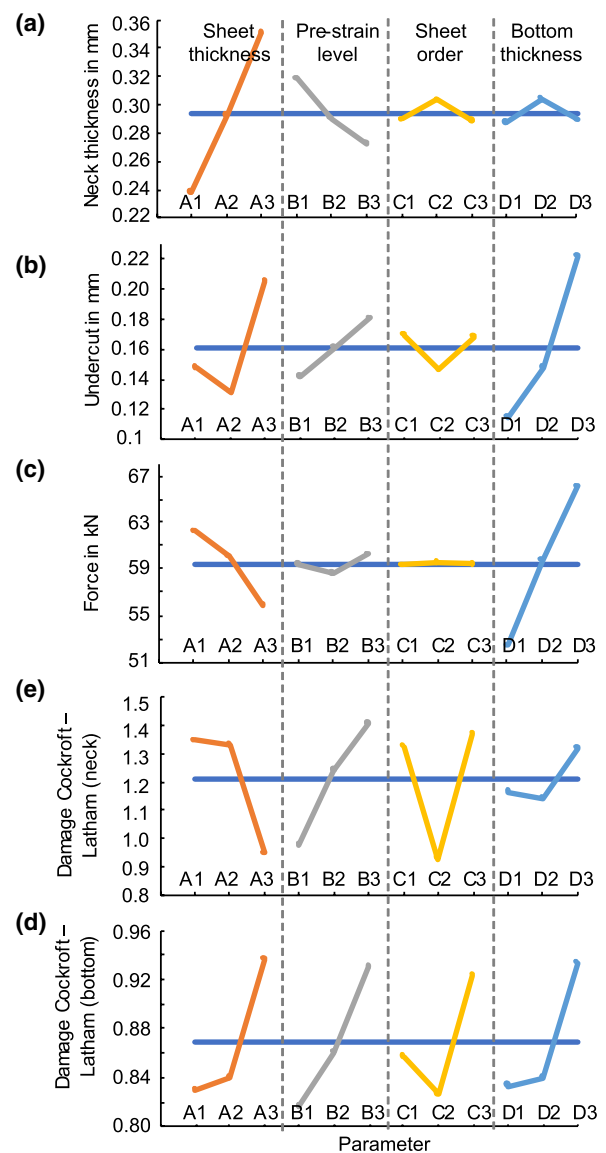 (a)
Neck thickness in mm
0.36
0.32
0.30
0.28
0.26
0.24
0.22
Sheet thickness
Pre-strain level
Sheet order
Bottom thickness
A1 A2 A3 B1 B2 B3 C1 C2 C3 D1 D2 D3
(b)
Undercut in mm
0.22
0.20
0.18
0.16
0.14
0.12
0.1
A1 A2 A3 B1 B2 B3 C1 C2 C3 D1 D2 D3
(c)
Force in kN
67
63
59
55
51
A1 A2 A3 B1 B2 B3 C1 C2 C3 D1 D2 D3
(e)
Damage Cockroft–
Latham (neck)
1.5
1.4
1.3
1.2
1.1
1.0
0.9
0.8
A1 A2 A3 B1 B2 B3 C1 C2 C3 D1 D2 D3
(d)
Damage Cockroft–
Latham (bottom)
0.96
0.92
0.88
0.84
0.80
A1 A2 A3 B1 B2 B3 C1 C2 C3 D1 D2 D3
Parameter